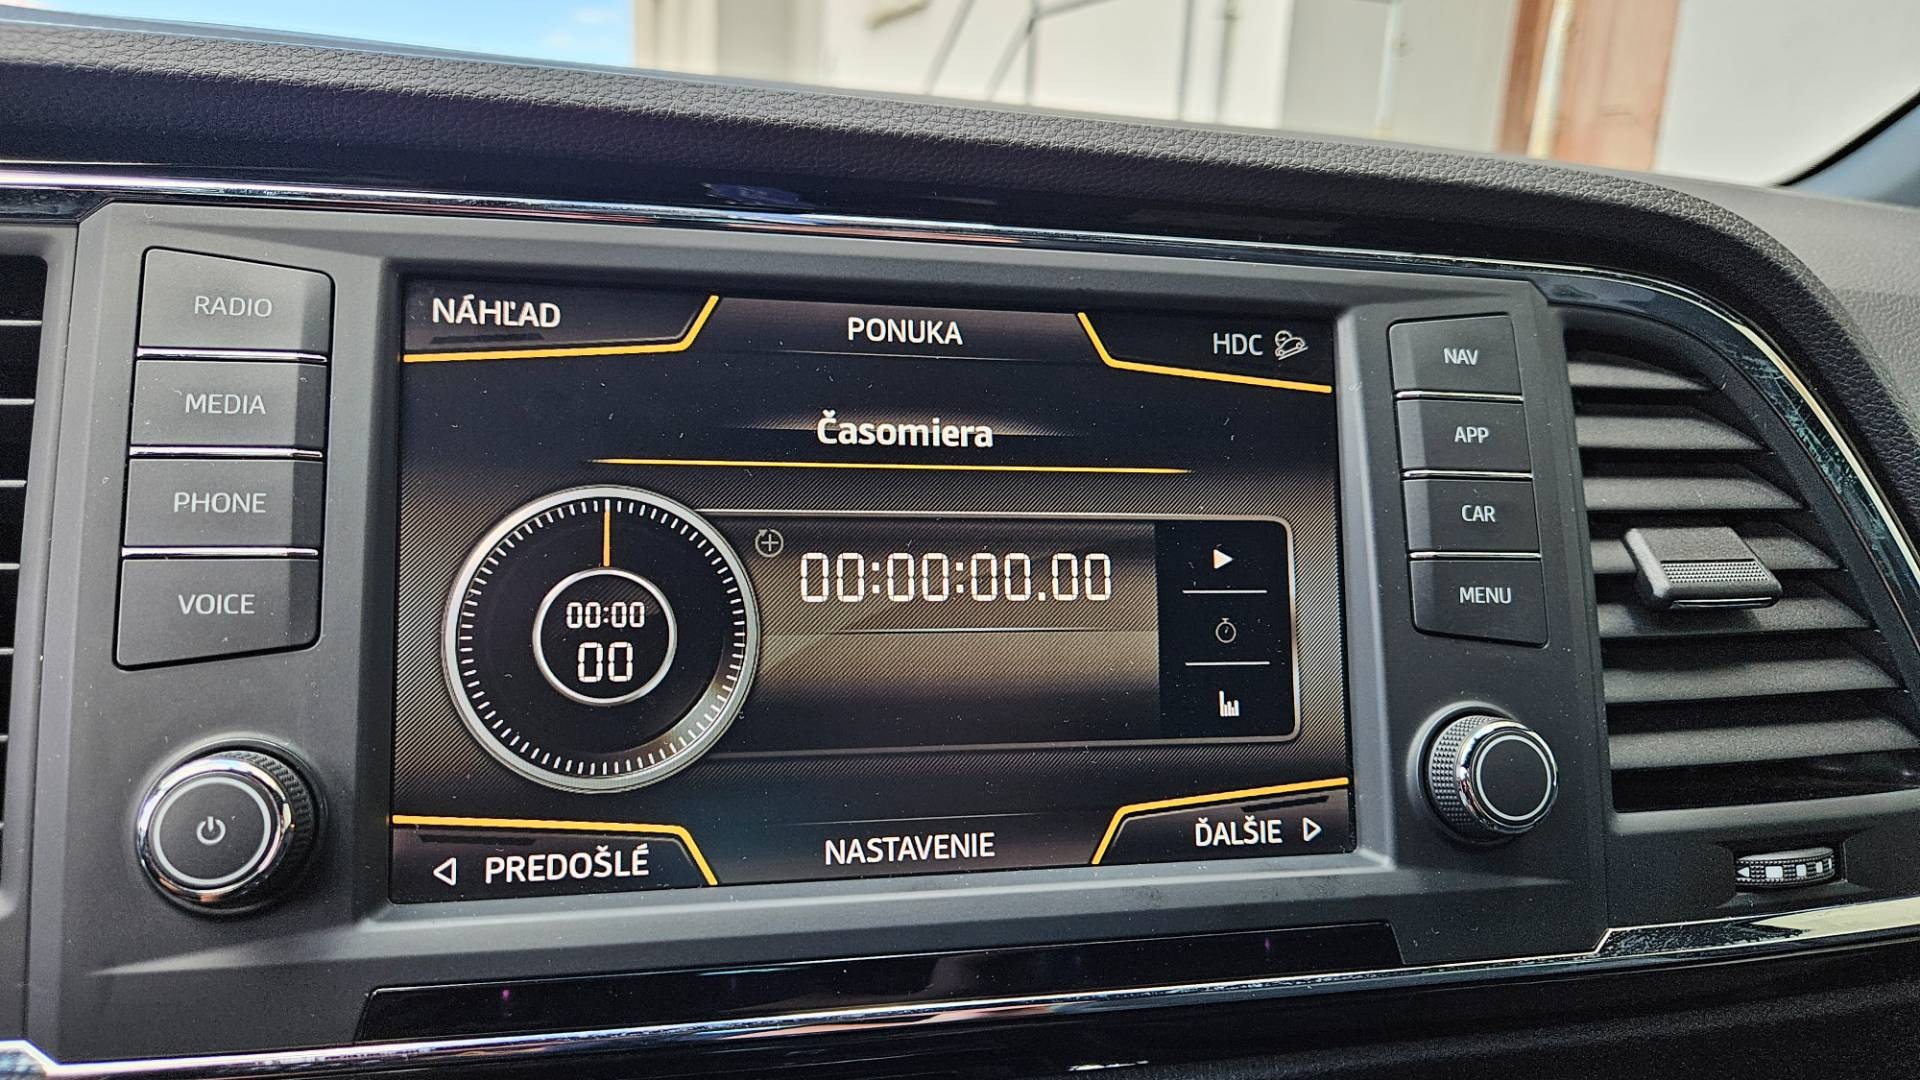 RADIO
MEDIA
PHONE
VOICE
NÁHĽAD
PONUKA
HDC
Časomiera
00:00
00
00:00:00.00
PREDOŠLÉ
NASTAVENIE
ĎALŠIE
NAV
APP
CAR
MENU